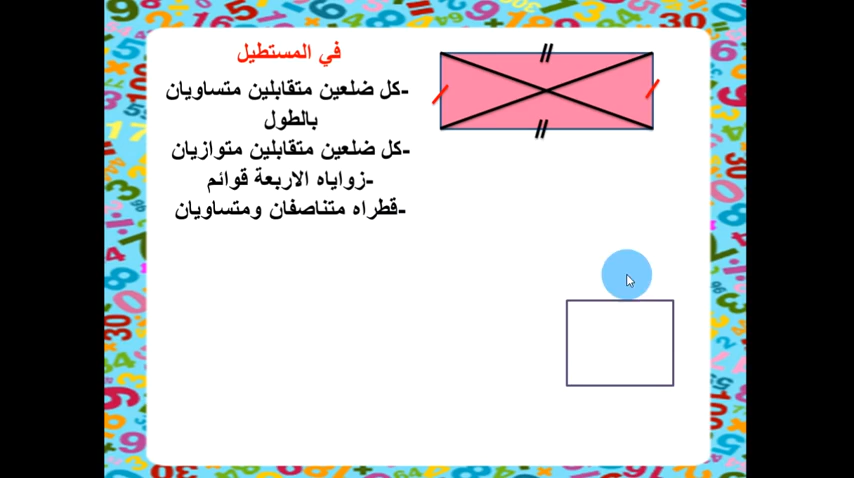 في المستطيل
-كل ضلعين متقابلين متساويان
بالطول
-كل ضلعين متقابلين متوازيان
-زواياه الاربعة قوائم
-قطراه متناصفان ومتساويان